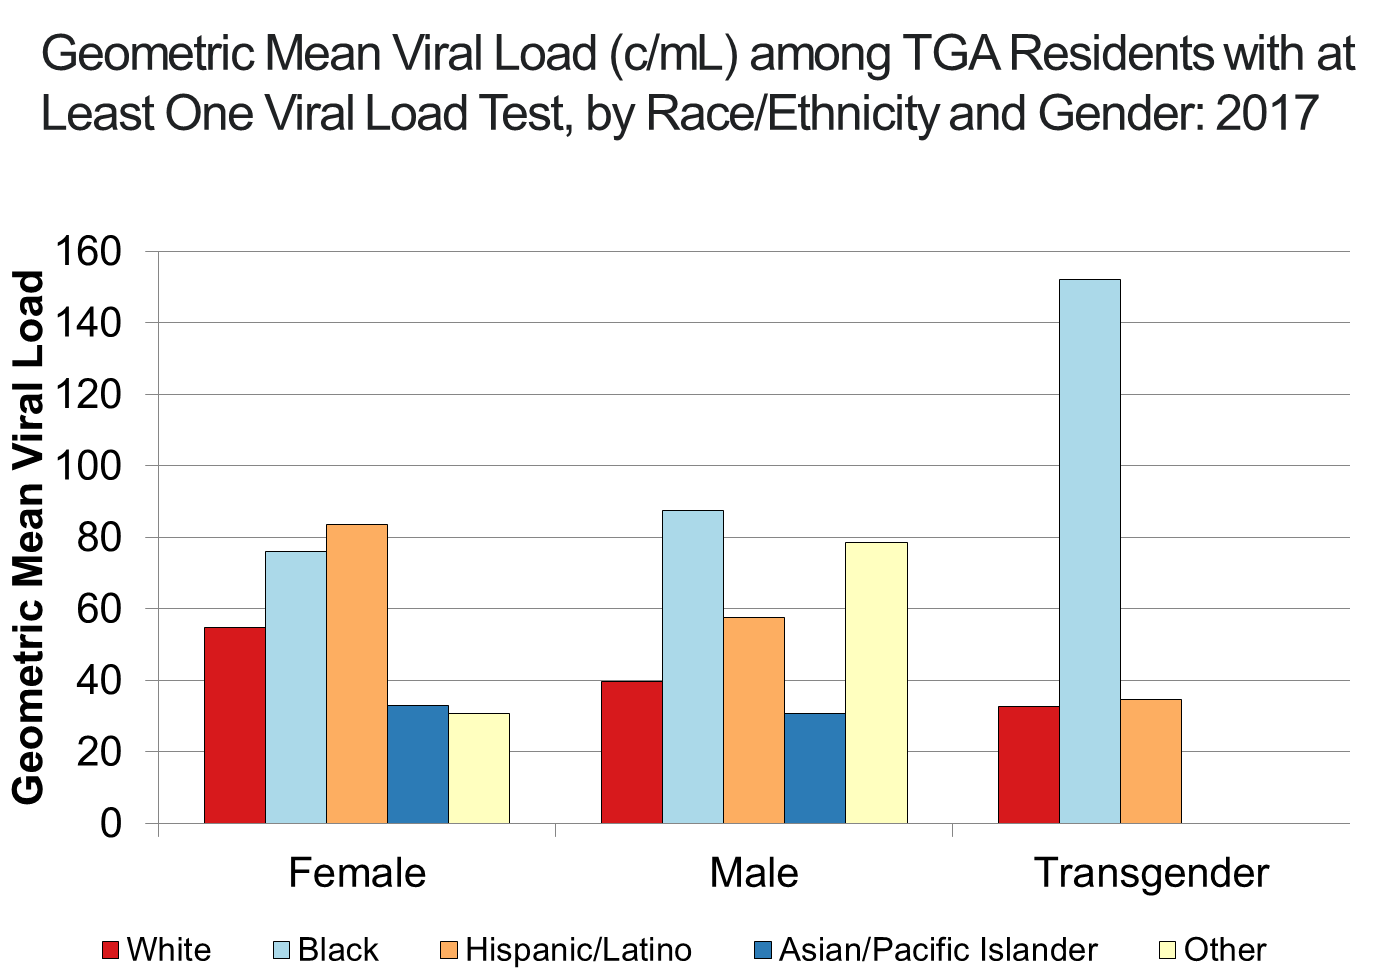 Geometric Mean Viral Load (c/mL) among TGA Residents with at
Least One Viral Load Test, by Race/Ethnicity and Gender: 2017
Geometric Mean Viral Load
160
140
120
100
80
60
40
20
0
Female Male Transgender
White Black Hispanic/Latino Asian/Pacific Islander Other